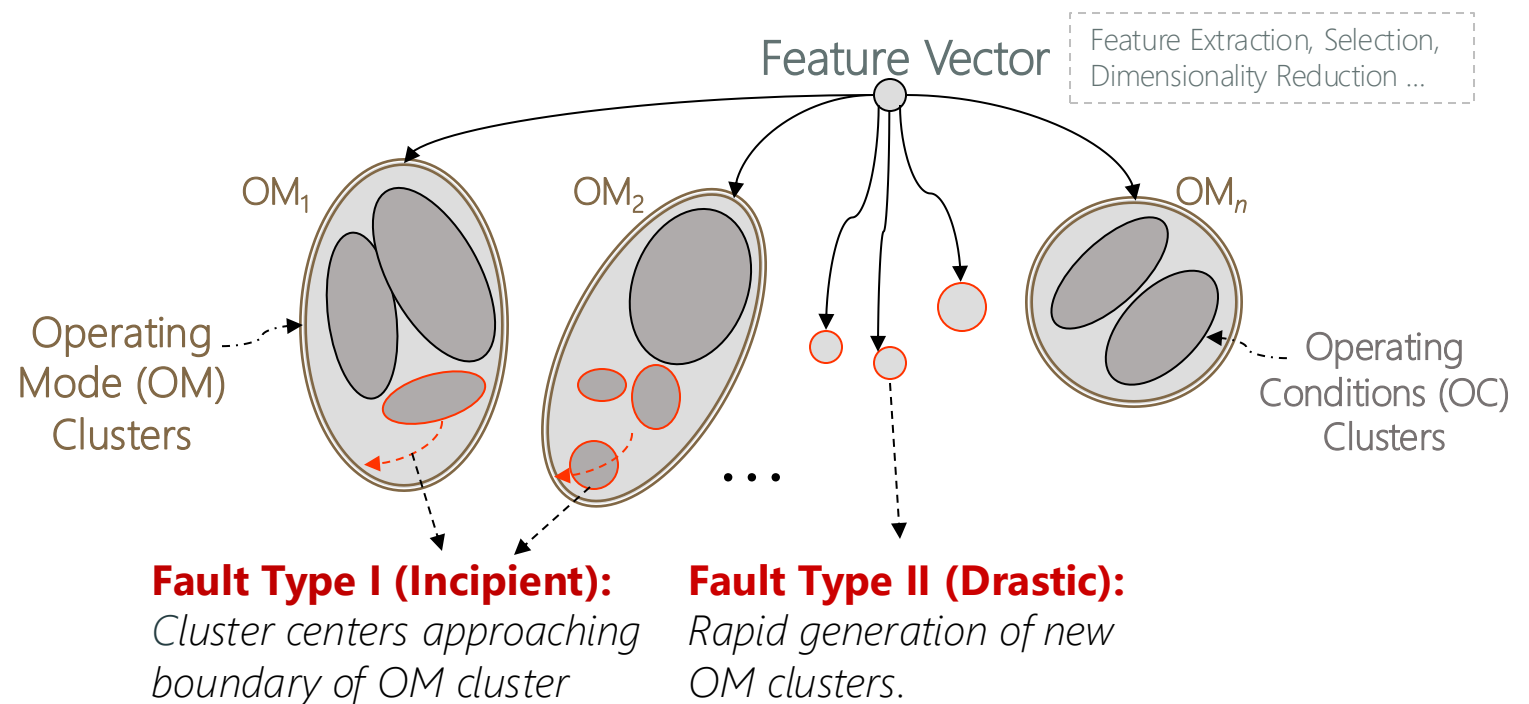 Feature Vector
Feature Extraction, Selection,
Dimensionality Reduction ...
OM₁
OM₂
OMₙ
Operating
Mode (OM)
Clusters
Operating
Conditions (OC)
Clusters
...
Fault Type I (Incipient):
Cluster centers approaching
boundary of OM cluster
Fault Type II (Drastic):
Rapid generation of new
OM clusters.